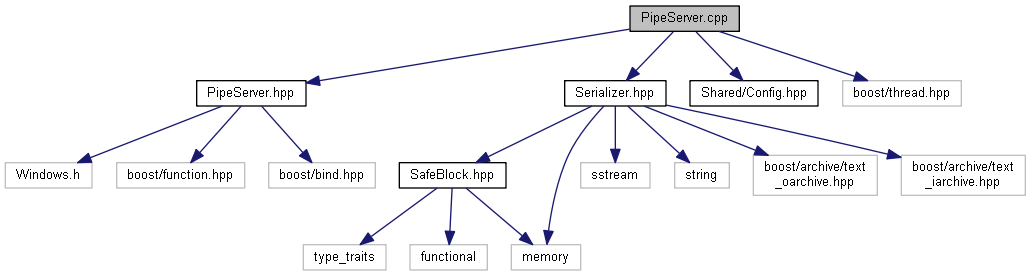 PipeServer.cpp
PipeServer.hpp
Serializer.hpp
Shared/Config.hpp
boost/thread.hpp
Windows.h
boost/function.hpp
boost/bind.hpp
SafeBlock.hpp
sstream
string
boost/archive/text
_oarchive.hpp
boost/archive/text
_iarchive.hpp
type_traits
functional
memory